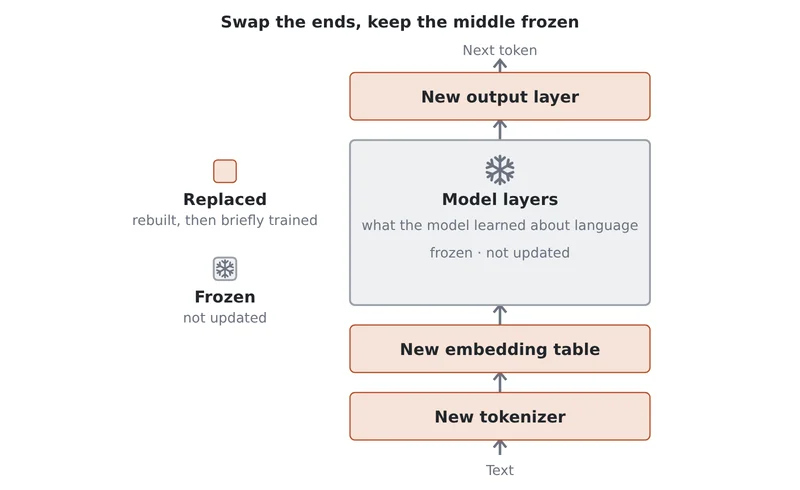 Swap the ends, keep the middle frozen
Next token
New output layer
Replaced
rebuilt, then briefly trained
Frozen
not updated
Model layers
what the model learned about language
frozen · not updated
New embedding table
New tokenizer
Text